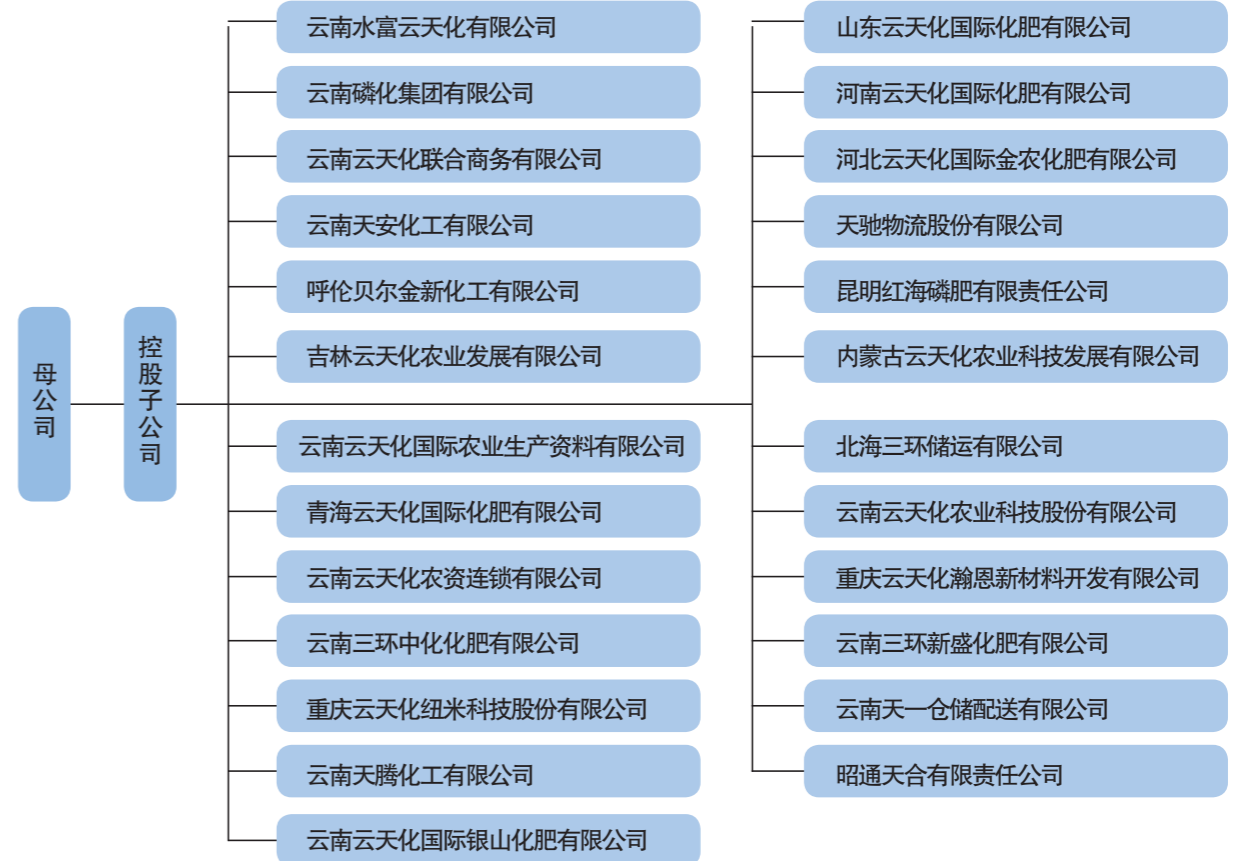 母公司
控股子公司
云南水富云天化有限公司
云南磷化集团有限公司
云南云天化联合商务有限公司
云南天安化工有限公司
呼伦贝尔金新化工有限公司
吉林云天化农业发展有限公司
云南云天化国际农业生产资料有限公司
青海云天化国际化肥有限公司
云南云天化农资连锁有限公司
云南三环中化化肥有限公司
重庆云天化纽米科技股份有限公司
云南天腾化工有限公司
云南云天化国际银山化肥有限公司
山东云天化国际化肥有限公司
河南云天化国际化肥有限公司
河北云天化国际金农化肥有限公司
天驰物流股份有限公司
昆明红海磷肥有限责任公司
内蒙古云天化农业科技发展有限公司
北海三环储运有限公司
云南云天化农业科技股份有限公司
重庆云天化瀚恩新材料开发有限公司
云南三环新盛化肥有限公司
云南天一仓储配送有限公司
昭通天合有限责任公司